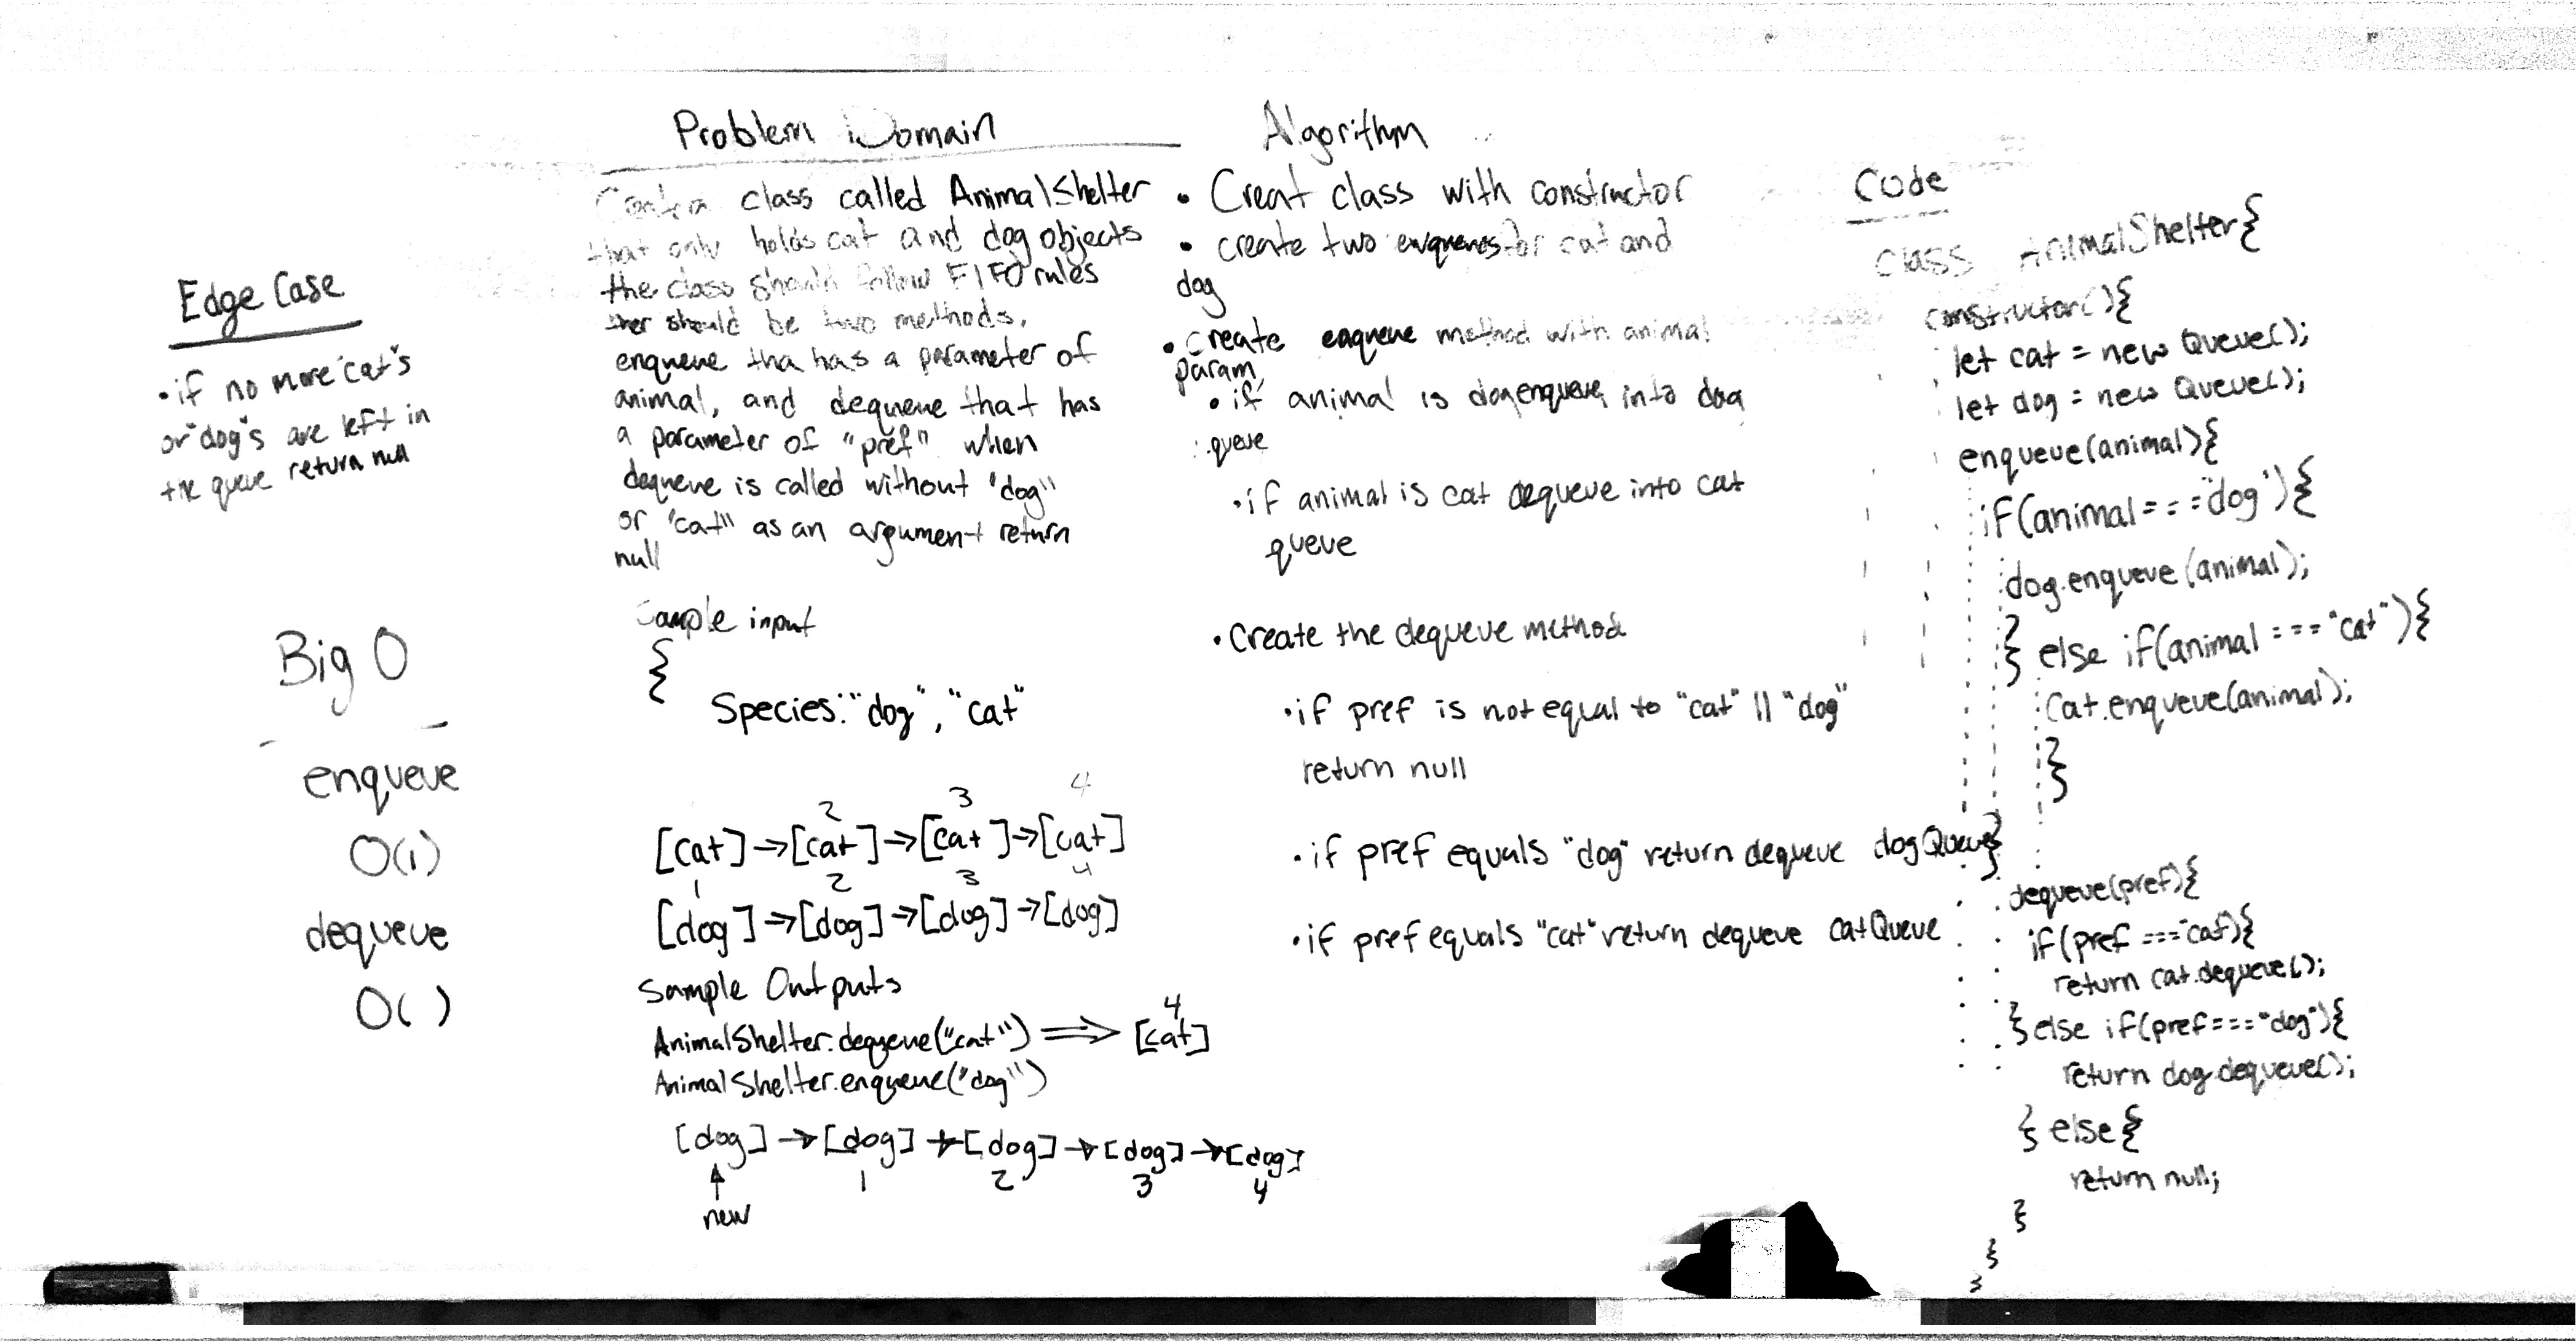 Edge Case
• if no more "cat"s
or "dog"s are left in
the queue return null
Big O
enqueue
O(1)
dequeue
O( )
Problem Domain
Create a class called AnimalShelter
that only holds cat and dog objects
the class should follow FIFO rules
ther should be two methods,
enqueue tha has a parameter of
animal, and dequeue that has
a parameter of "pref" when
dequeue is called without "dog"
or "cat" as an argument return
null
Sample input
{
Species: "dog", "cat"
2 3 4
[cat] → [cat] → [cat] → [cat]
1 2 3 4
[dog] → [dog] → [dog] → [dog]
Sample Outputs
4
AnimalShelter.dequeue("cat") ⟹ [cat]
AnimalShelter.enqueue("dog")
[dog] → [dog] → [dog] → [dog] → [dog]
↑ 1 2 3 4
new
Algorithm
• Creat class with constructor
• create two enqueues for cat and
dog
• create enqueue method with animal
param,
• if animal is dog enqueue, into dog
queue
• if animal is cat dequeue into cat
queue
• Create the dequeue method
• if pref is not equal to "cat" || "dog"
return null
• if pref equals "dog" return dequeue dogQueue
• if pref equals "cat" return dequeue catQueue
Code
class AnimalShelter{
constructor(){
let cat = new Queue();
let dog = new Queue();
enqueue(animal){
if(animal==="dog"){
dog.enqueue(animal);
} else if(animal === "cat"){
cat.enqueue(animal);
}
}
dequeue(pref){
if(pref ==="cat){
return cat.dequeue();
}else if(pref==="dog"){
return dog.dequeue();
} else{
return null;
}
}
}